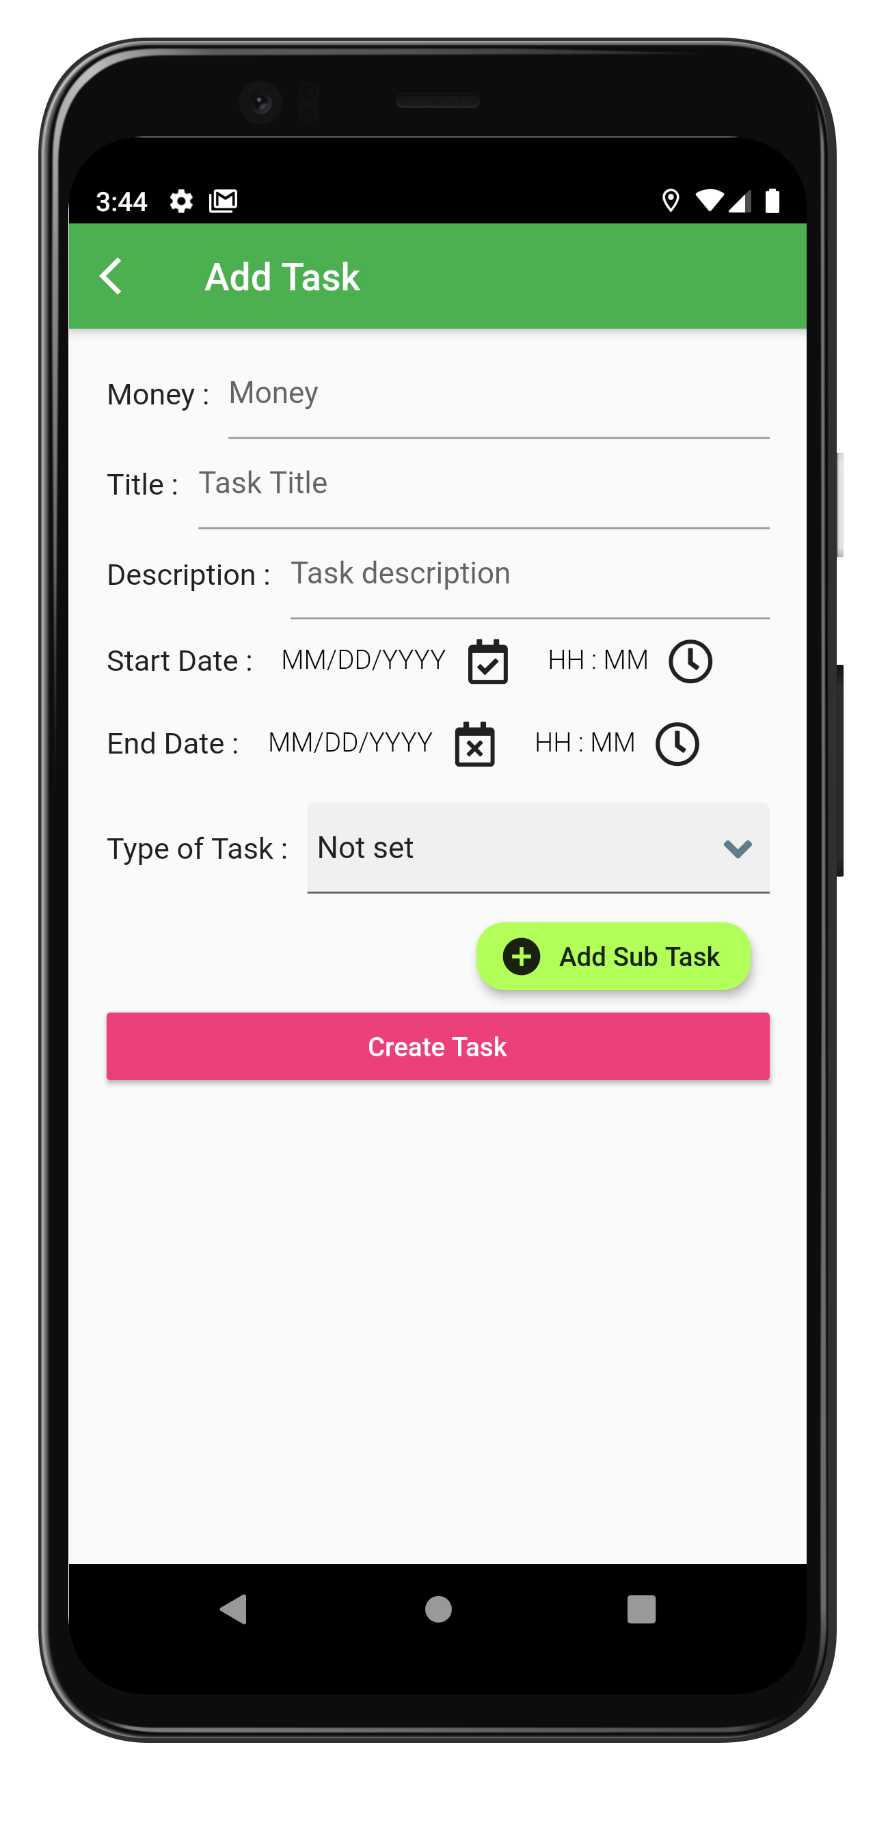 3:44
Add Task
Money : Money
Title : Task Title
Description : Task description
Start Date : MM/DD/YYYY HH : MM
End Date : MM/DD/YYYY HH : MM
Type of Task : Not set
Add Sub Task
Create Task